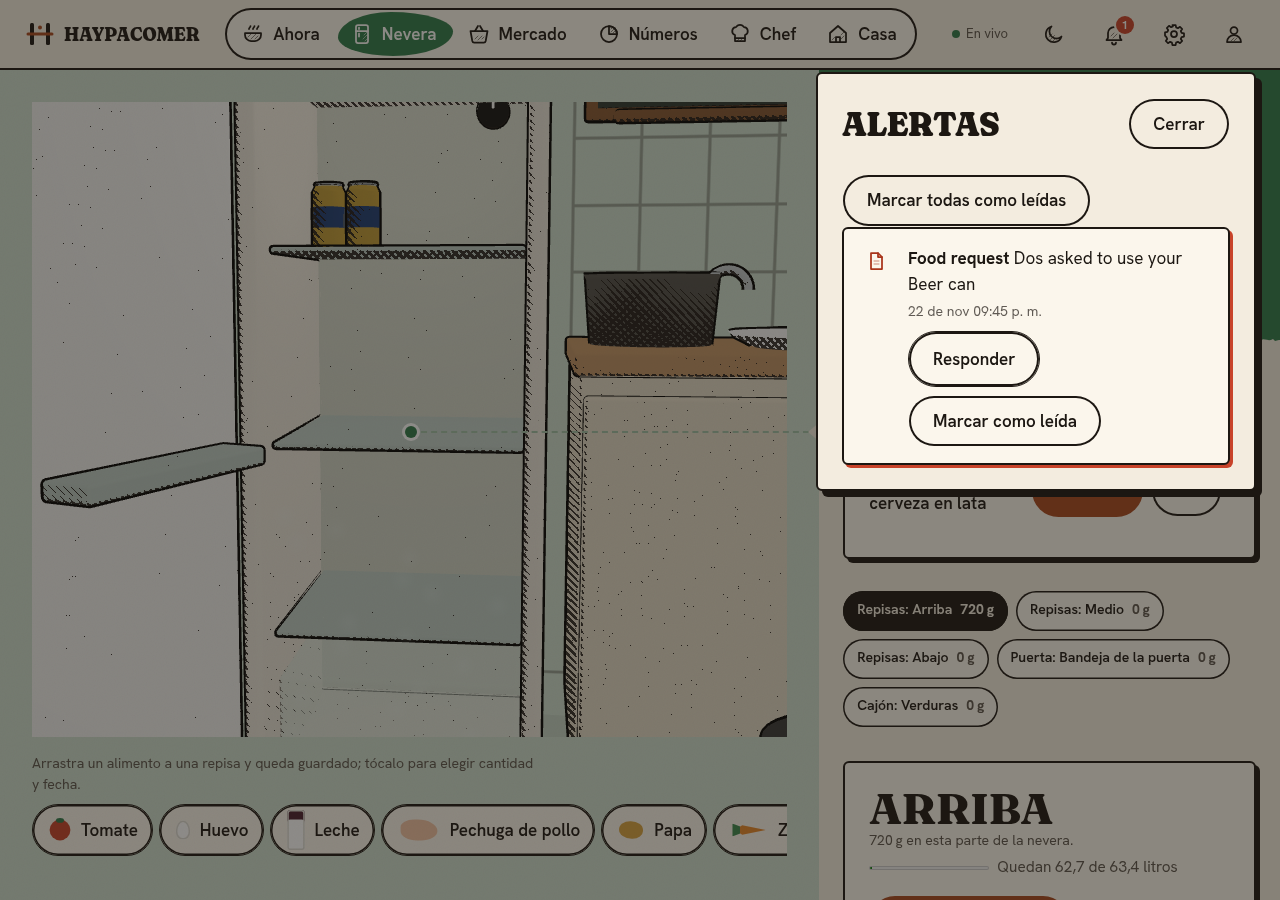 HAYPACOMER
Ahora
Nevera
Mercado
Números
Chef
Casa
En vivo
1
ALERTAS
Cerrar
Marcar todas como leídas
Food request Dos asked to use your
Beer can
22 de nov 09:45 p. m.
Responder
Marcar como leída
cerveza en lata
Repisas: Arriba 720 g
Repisas: Medio 0 g
Repisas: Abajo 0 g
Puerta: Bandeja de la puerta 0 g
Cajón: Verduras 0 g
ARRIBA
720 g en esta parte de la nevera.
Quedan 62,7 de 63,4 litros
Arrastra un alimento a una repisa y queda guardado; tócalo para elegir cantidad
y fecha.
Tomate
Huevo
Leche
Pechuga de pollo
Papa
Z